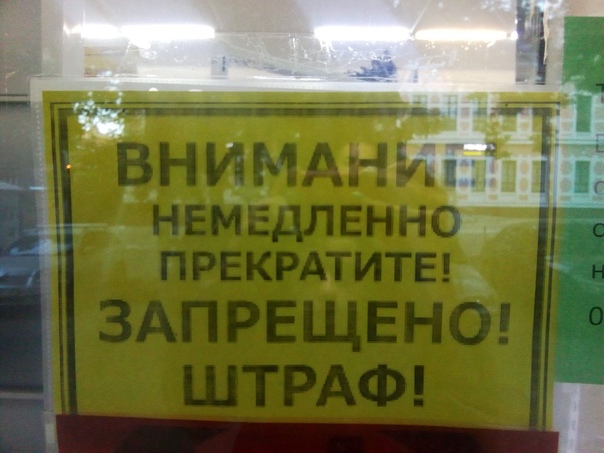 ВНИМАНИЕ
НЕМЕДЛЕННО
ПРЕКРАТИТЕ!
ЗАПРЕЩЕНО!
ШТРАФ!